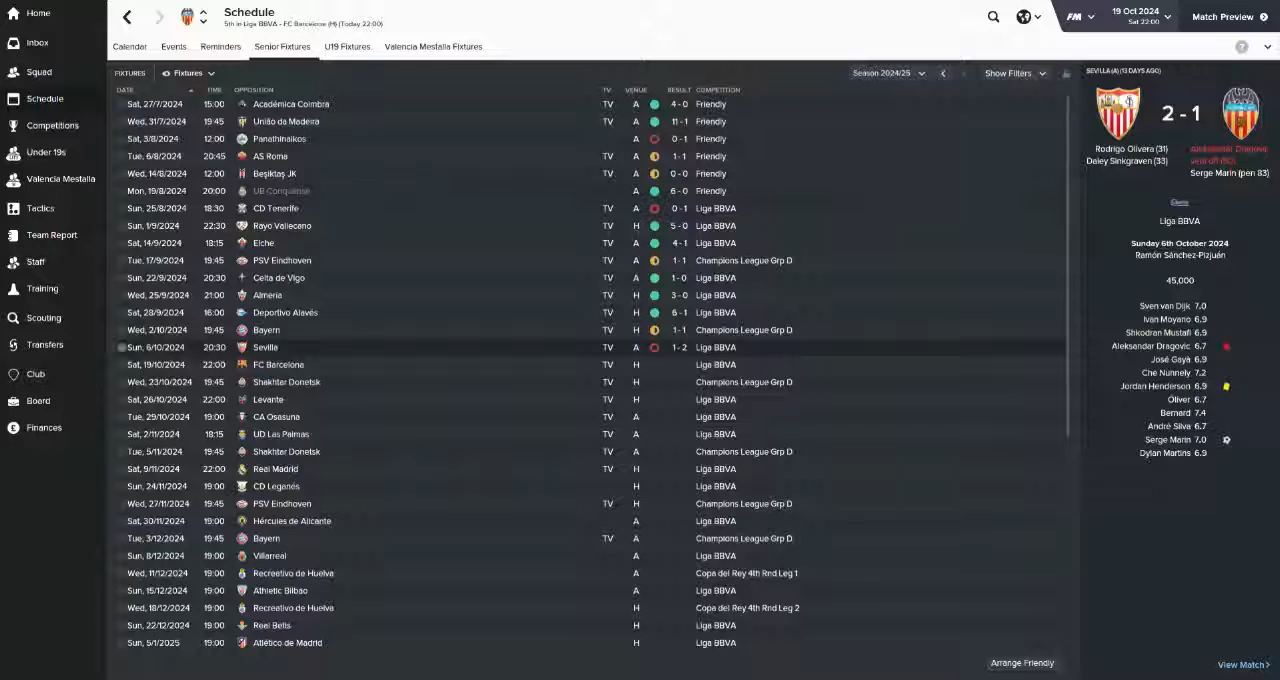 Home
Inbox
Squad
Schedule
Competitions
Under 19s
Valencia Mestalla
Tactics
Team Report
Staff
Training
Scouting
Transfers
Club
Board
Finances
Schedule
5th in Liga BBVA - FC Barcelona (H) (Today 22:00)
FM
19 Oct 2024
Sat 22:00
Match Preview
Calendar Events Reminders Senior Fixtures U19 Fixtures Valencia Mestalla Fixtures
FIXTURES Fixtures Season 2024/25 Show Filters
DATE TIME OPPOSITION TV VENUE RESULT COMPETITION
Sat, 27/7/2024 15:00 Académica Coimbra TV A 4-0 Friendly
Wed, 31/7/2024 19:45 União da Madeira TV A 11-1 Friendly
Sat, 3/8/2024 12:00 Panathinaikos A 0-1 Friendly
Tue, 6/8/2024 20:45 AS Roma TV A 1-1 Friendly
Wed, 14/8/2024 12:00 Beşiktaş JK TV A 0-0 Friendly
Mon, 19/8/2024 20:00 UB Conquense A 6-0 Friendly
Sun, 25/8/2024 18:30 CD Tenerife TV A 0-1 Liga BBVA
Sun, 1/9/2024 22:30 Rayo Vallecano TV H 5-0 Liga BBVA
Sat, 14/9/2024 18:15 Elche TV A 4-1 Liga BBVA
Tue, 17/9/2024 19:45 PSV Eindhoven TV A 1-1 Champions League Grp D
Sun, 22/9/2024 20:30 Celta de Vigo TV A 1-0 Liga BBVA
Wed, 25/9/2024 21:00 Almería TV H 3-0 Liga BBVA
Sat, 28/9/2024 16:00 Deportivo Alavés TV H 6-1 Liga BBVA
Wed, 2/10/2024 19:45 Bayern TV H 1-1 Champions League Grp D
Sun, 6/10/2024 20:30 Sevilla TV A 1-2 Liga BBVA
Sat, 19/10/2024 22:00 FC Barcelona TV H Liga BBVA
Wed, 23/10/2024 19:45 Shakhtar Donetsk TV H Champions League Grp D
Sat, 26/10/2024 22:00 Levante TV H Liga BBVA
Tue, 29/10/2024 19:00 CA Osasuna TV A Liga BBVA
Sat, 2/11/2024 18:15 UD Las Palmas TV A Liga BBVA
Tue, 5/11/2024 19:45 Shakhtar Donetsk TV A Champions League Grp D
Sat, 9/11/2024 22:00 Real Madrid TV H Liga BBVA
Sun, 24/11/2024 19:00 CD Leganés H Liga BBVA
Wed, 27/11/2024 19:45 PSV Eindhoven TV H Champions League Grp D
Sat, 30/11/2024 19:00 Hércules de Alicante A Liga BBVA
Tue, 3/12/2024 19:45 Bayern TV A Champions League Grp D
Sun, 8/12/2024 19:00 Villarreal A Liga BBVA
Wed, 11/12/2024 19:00 Recreativo de Huelva A Copa del Rey 4th Rnd Leg 1
Sun, 15/12/2024 19:00 Athletic Bilbao A Liga BBVA
Wed, 18/12/2024 19:00 Recreativo de Huelva H Copa del Rey 4th Rnd Leg 2
Sun, 22/12/2024 19:00 Real Betis H Liga BBVA
Sun, 5/1/2025 19:00 Atlético de Madrid H Liga BBVA
Arrange Friendly
SEVILLA (A) (13 DAYS AGO)
2 - 1
Rodrigo Olivera (31)
Daley Sinkgraven (33)
Aleksandar Dragovic
sent off
Serge Marin (pen 83)
Liga BBVA
Sunday 6th October 2024
Ramón Sánchez-Pizjuán
45,000
Sven van Dijk 7.0
Ivan Moyano 6.9
Shkodran Mustafi 6.9
Aleksandar Dragovic 6.7
José Gayà 6.9
Che Nunnely 7.2
Jordan Henderson 6.9
Óliver 6.7
Bernard 7.4
André Silva 6.7
Serge Marin 7.0
Dylan Martins 6.9
View Match >